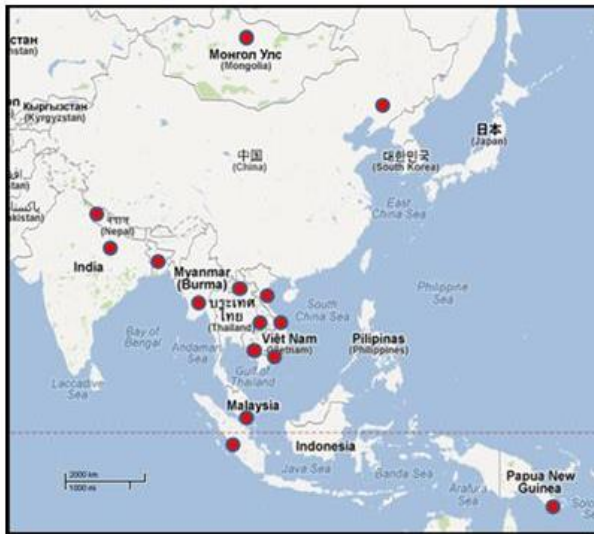 Монгол Улс
(Mongolia)
Кыргызстан
(Kyrgyzstan)
日本
(Japan)
中国
(China)
대한민국
(South Korea)
East
China Sea
(Nepal)
India
Myanmar
(Burma)
ประเทศ
ไทย
(Thailand)
South
China Sea
Philippine
Sea
Bay of
Bengal
Andaman
Sea
Việt Nam
(Vietnam)
Pilipinas
(Philippines)
Gulf of
Thailand
Laccadive
Sea
Malaysia
Indonesia
Java Sea
Banda Sea
Arafura
Sea
Papua New
Guinea
2000 km
1000 mi